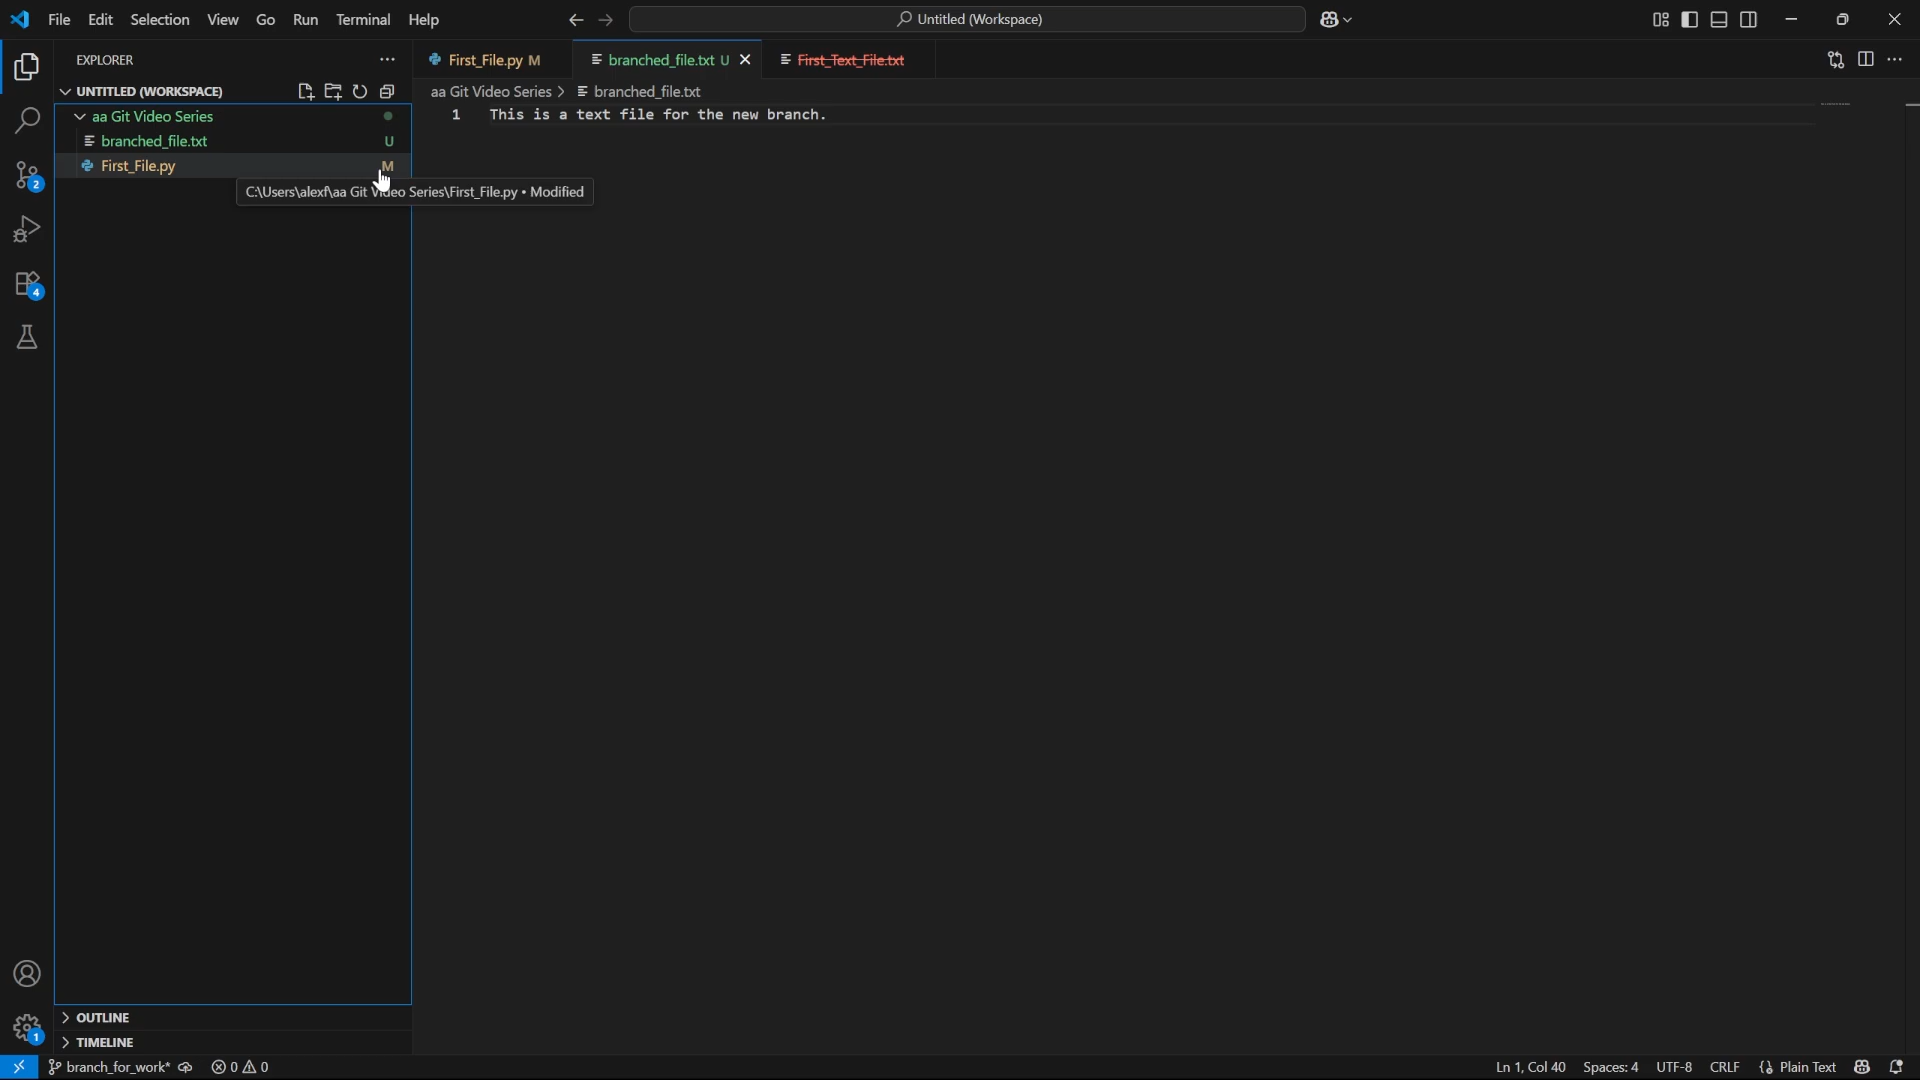 File Edit Selection View Go Run Terminal Help
Untitled (Workspace)
EXPLORER
UNTITLED (WORKSPACE)
aa Git Video Series
branched_file.txt U
First_File.py M
C:\Users\alexf\aa Git Video Series\First_File.py • Modified
2
4
First_File.py M
branched_file.txt U
First_Text_File.txt
aa Git Video Series > branched_file.txt
1 This is a text file for the new branch.
OUTLINE
TIMELINE
1
branch_for_work* 0 0
Ln 1, Col 40 Spaces: 4 UTF-8 CRLF {} Plain Text